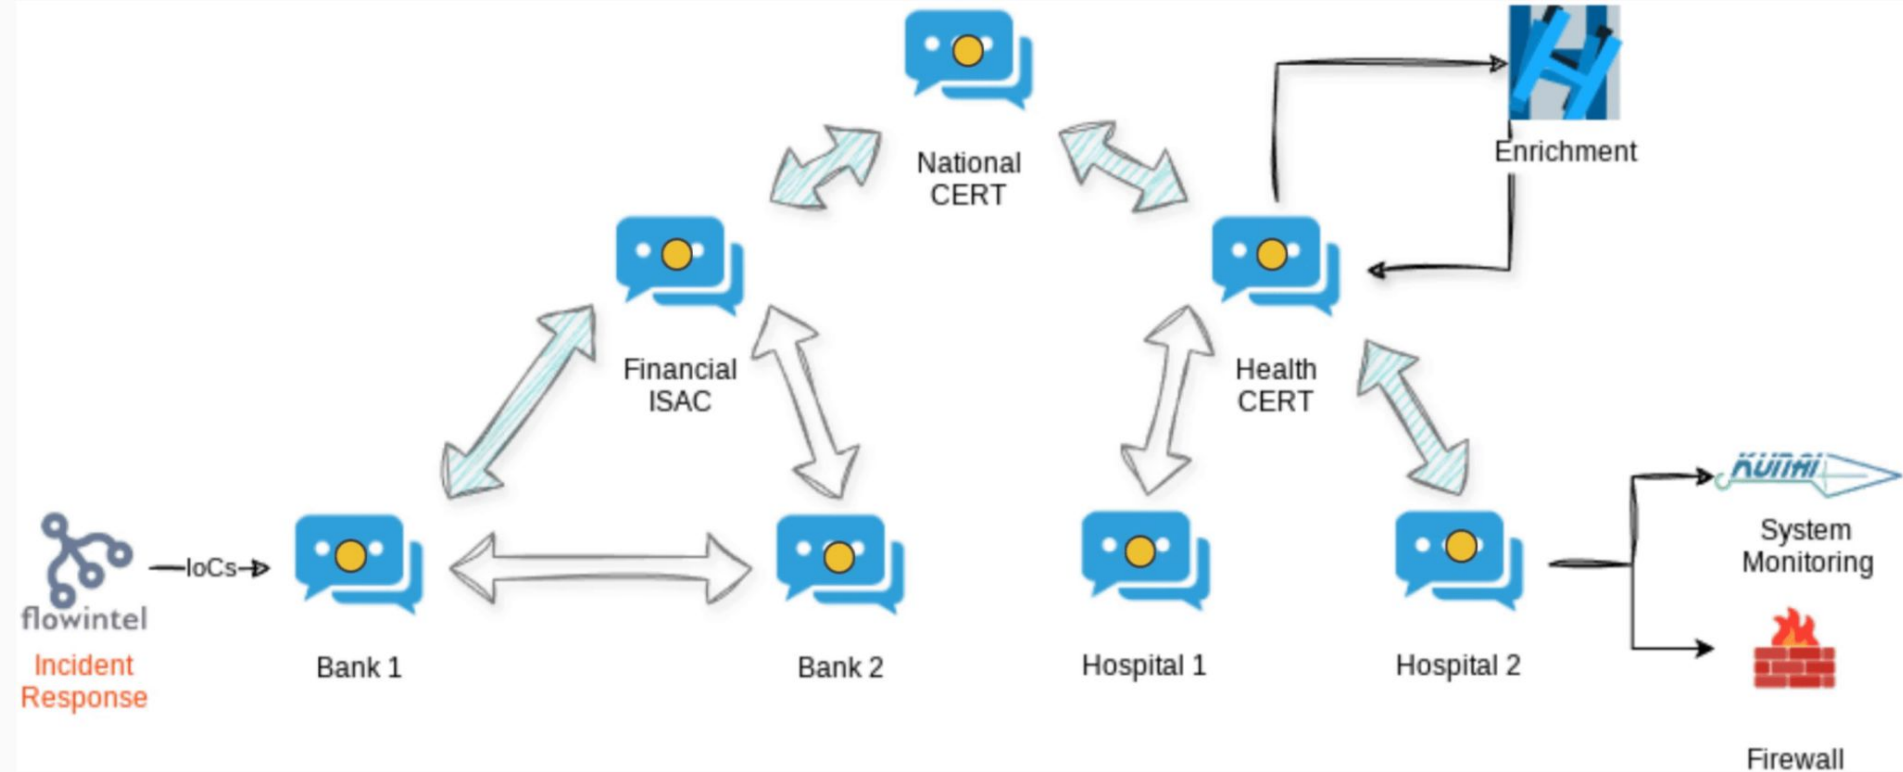 National
CERT
Enrichment
Financial
ISAC
Health
CERT
IoCs
flowintel
Incident
Response
Bank 1
Bank 2
Hospital 1
Hospital 2
KUNAI
System
Monitoring
Firewall